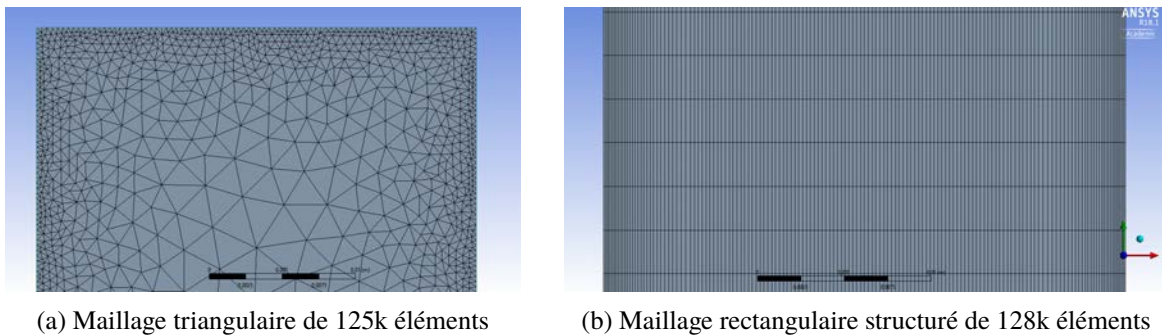 ANSYS
R18.1
Academic
(a) Maillage triangulaire de 125k éléments
(b) Maillage rectangulaire structuré de 128k éléments